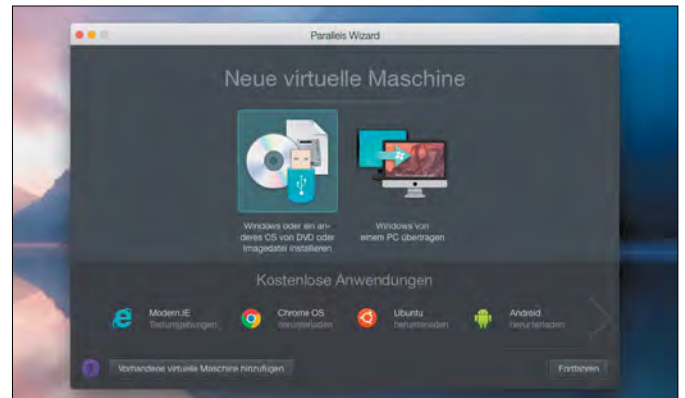 Parallels Wizard
Neue virtuelle Maschine
Windows oder ein an-
deres OS von DVD oder
Imagedatei installieren
Windows von
einem PC übertragen
Kostenlose Anwendungen
Modern.IE
Testumgebungen
Chrome OS
herunterladen
Ubuntu
herunterladen
Android
herunterladen
Vorhandene virtuelle Maschine hinzufügen
Fortfahren